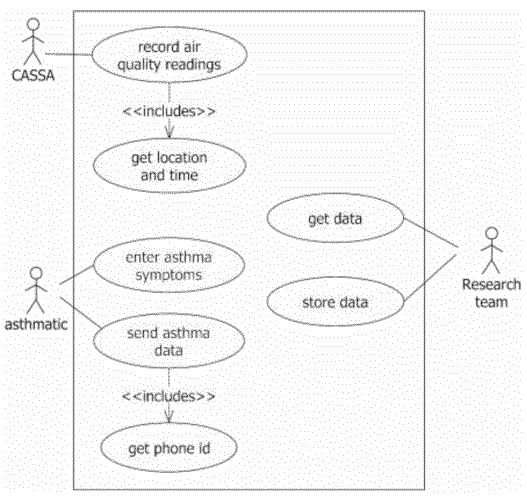 record air
quality readings
CASSA
<<includes>>
get location
and time
get data
enter asthma
symptoms
Research
team
store data
asthmatic
send asthma
data
<<includes>>
get phone id